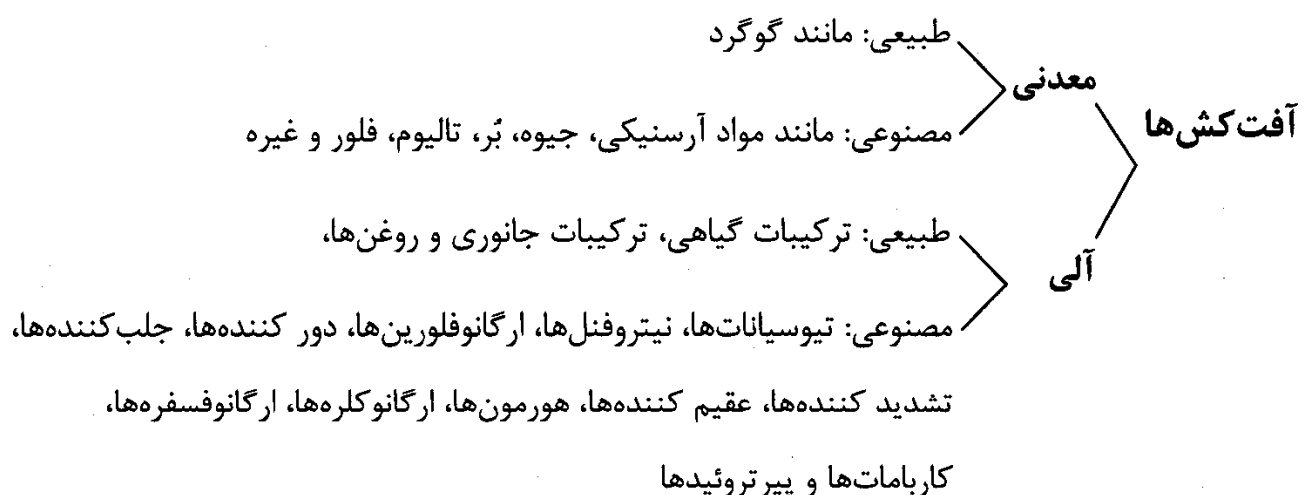 آفت‌کش‌ها
معدنی
طبیعی: مانند گوگرد
مصنوعی: مانند مواد آرسنیکی، جیوه، بُر، تالیوم، فلور و غیره
آلی
طبیعی: ترکیبات گیاهی، ترکیبات جانوری و روغن‌ها،
مصنوعی: تیوسیانات‌ها، نیتروفنل‌ها، ارگانوفلورین‌ها، دور کننده‌ها، جلب‌کننده‌ها،
تشدید کننده‌ها، عقیم کننده‌ها، هورمون‌ها، ارگانوکلره‌ها، ارگانوفسفره‌ها،
کاربامات‌ها و پیرتروئیدها